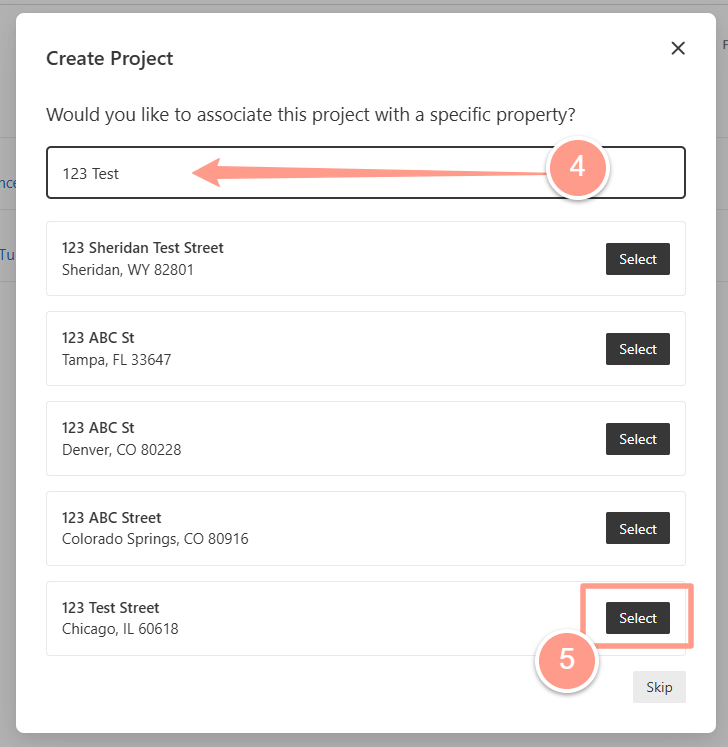 Create Project
Would you like to associate this project with a specific property?
123 Test
4
123 Sheridan Test Street
Sheridan, WY 82801
Select
123 ABC St
Tampa, FL 33647
Select
123 ABC St
Denver, CO 80228
Select
123 ABC Street
Colorado Springs, CO 80916
Select
123 Test Street
Chicago, IL 60618
Select
5
Skip
nce
Tu
F